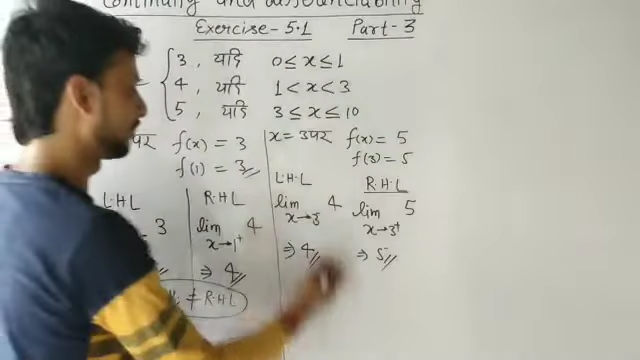 Continuity and differentiability
Exercise-5.1 Part-3
3, यदि 0 ≤ x ≤ 1
4, यदि 1 < x < 3
5, यदि 3 ≤ x ≤ 10
पर f(x) = 3
f(1) = 3
L.H.L
3
R.H.L
lim 4
x→1⁺
⇒ 4
≠ R.H.L
x = 3 पर f(x) = 5
f(3) = 5
L.H.L
lim 4
x→3⁻
⇒ 4
R.H.L
lim 5
x→3⁺
⇒ 5